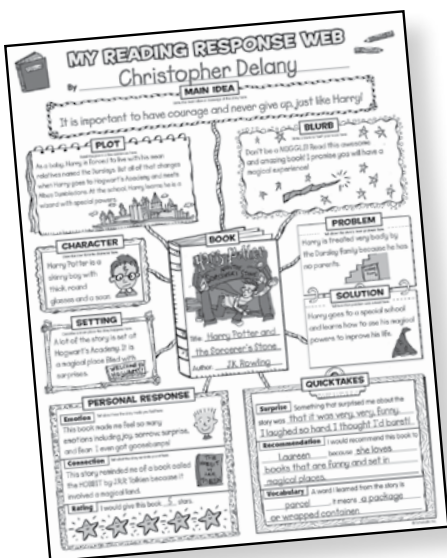 MY READING RESPONSE WEB
By Christopher Delany
MAIN IDEA
It is important to have courage and never give up, just like Harry!
PLOT
As a baby, Harry is forced to live with his mean
relatives named the Dursleys. But all of that changes
when Harry goes to Hogwart's Academy and meets
Albus Dumbledore. At the school, Harry learns he is a
wizard with special powers.
BLURB
Don't be a MUGGLE! Read this awesome
and amazing book! I promise you will have a
magical experience!
CHARACTER
Harry Potter is a
skinny boy with
thick, round
glasses and a scar.
BOOK
Harry Potter
Title Harry Potter and
the Sorcerer's Stone
Author J.K. Rowling
PROBLEM
Harry is treated very badly by
the Dursley family because he has
no parents.
SOLUTION
Harry goes to a special school
and learns how to use his magical
powers to improve his life.
SETTING
A lot of the story is set at
Hogwart's Academy. It is
a magical place filled with
surprises.
PERSONAL RESPONSE
Emotion
This book made me feel so many
emotions including joy, sorrow, surprise,
and fear. I even got goosebumps!
Connection
This story reminded me of a book called
the HOBBIT by J.R.R. Tolkien because it
involved a magical land.
Rating I would give this book 5 stars.
QUICKTAKES
Surprise Something that surprised me about the
story was that it was very, very, funny.
I laughed so hard, I thought I'd burst!
Recommendation I would recommend this book to
Laureen because she loves
books that are funny and set in
magical places.
Vocabulary A word I learned from the story is
parcel. It means a package
or wrapped container.